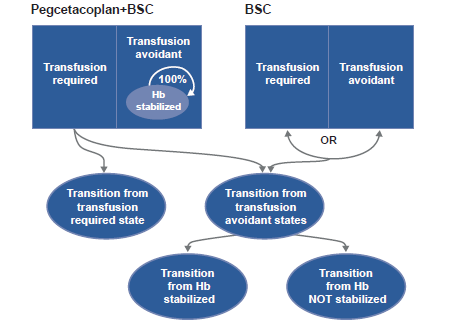 Pegcetacoplan+BSC
BSC
Transfusion
required
Transfusion
avoidant
100%
Hb
stabilized
Transfusion
required
Transfusion
avoidant
OR
Transition from
transfusion
required state
Transition from
transfusion
avoidant states
Transition
from Hb
stabilized
Transition
from Hb
NOT stabilized